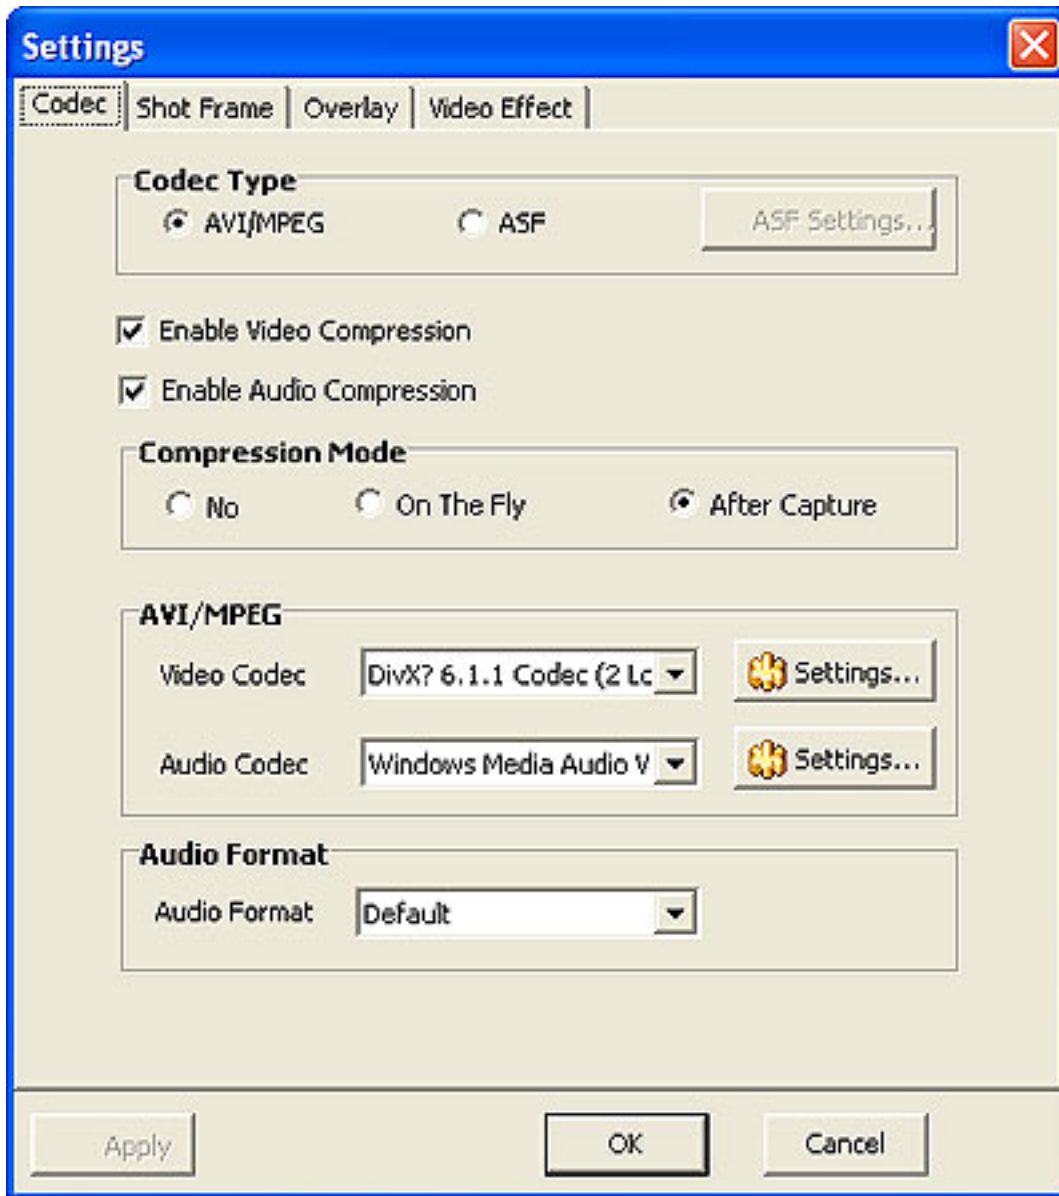 Settings
Codec Shot Frame Overlay Video Effect
Codec Type
AVI/MPEG ASF ASF Settings...
Enable Video Compression
Enable Audio Compression
Compression Mode
No On The Fly After Capture
AVI/MPEG
Video Codec DivX? 6.1.1 Codec (2 Lc Settings...
Audio Codec Windows Media Audio V Settings...
Audio Format
Audio Format Default
Apply OK Cancel